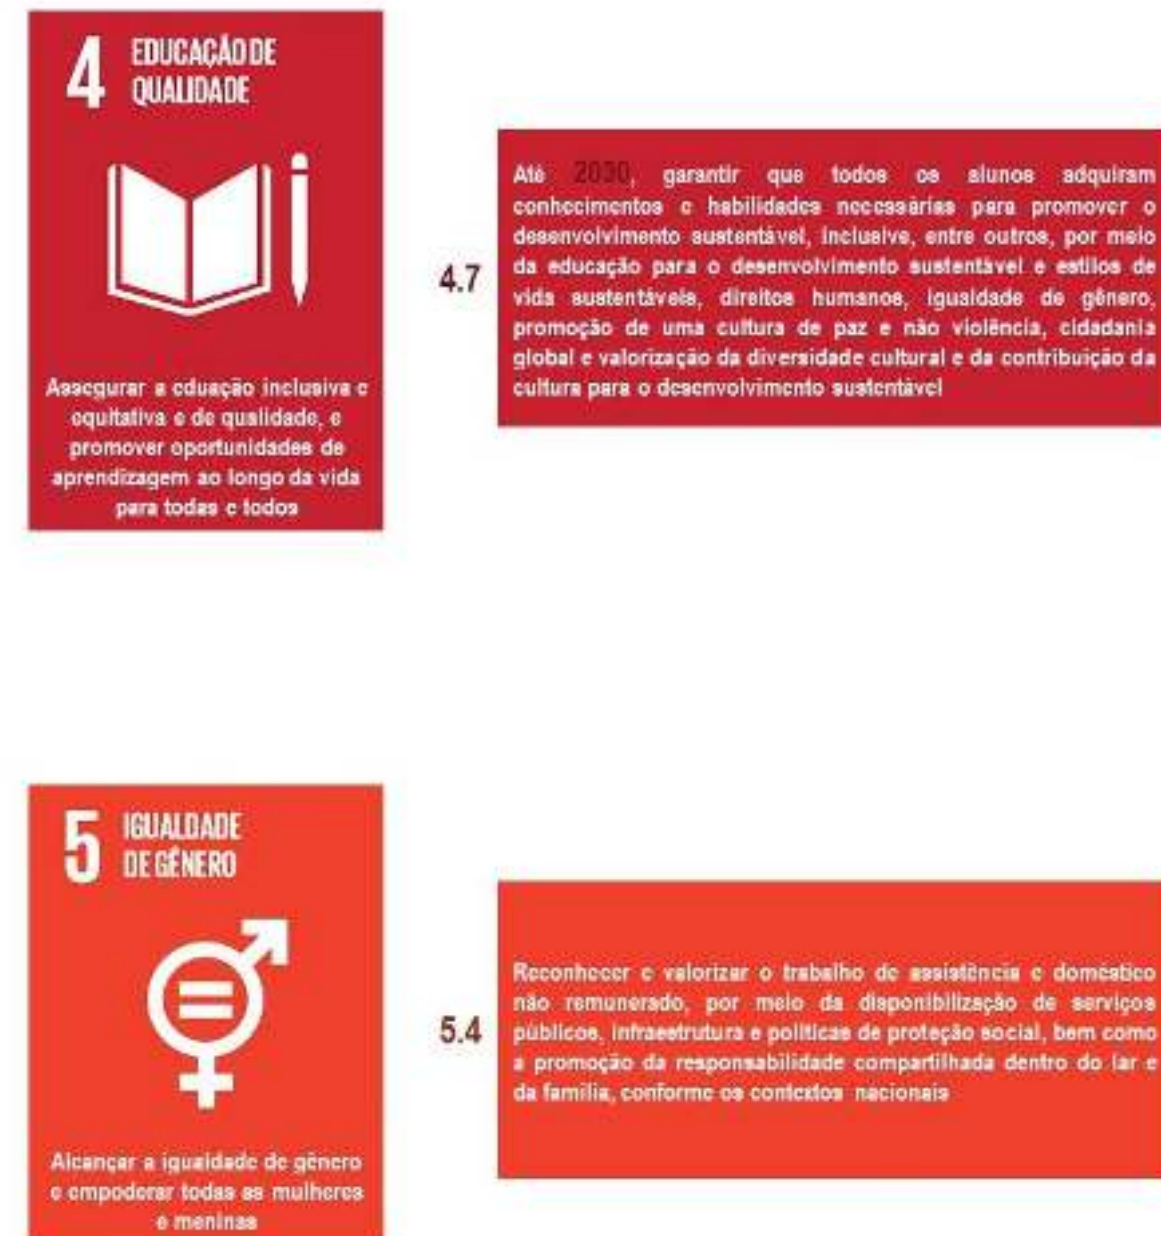 4 EDUCAÇÃO DE
QUALIDADE
Assegurar a eduação inclusiva e
equitativa e de qualidade, e
promover oportunidades de
aprendizagem ao longo da vida
para todas e todos
4.7
Até 2030, garantir que todos os alunos adquiram
conhecimentos e habilidades necessárias para promover o
desenvolvimento sustentável, inclusive, entre outros, por meio
da educação para o desenvolvimento sustentável e estilos de
vida sustentáveis, direitos humanos, igualdade de gênero,
promoção de uma cultura de paz e não violência, cidadania
global e valorização da diversidade cultural e da contribuição da
cultura para o desenvolvimento sustentável
5 IGUALDADE
DE GÊNERO
Alcançar a igualdade de gênero
e empoderar todas as mulheres
e meninas
5.4
Reconhecer e valorizar o trabalho de assistência e doméstico
não remunerado, por meio da disponibilização de serviços
públicos, infraestrutura e políticas de proteção social, bem como
a promoção da responsabilidade compartilhada dentro do lar e
da família, conforme os contextos nacionais